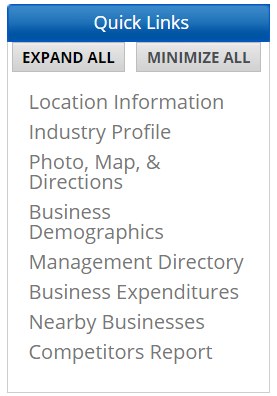 Quick Links
EXPAND ALL MINIMIZE ALL
Location Information
Industry Profile
Photo, Map, &
Directions
Business
Demographics
Management Directory
Business Expenditures
Nearby Businesses
Competitors Report